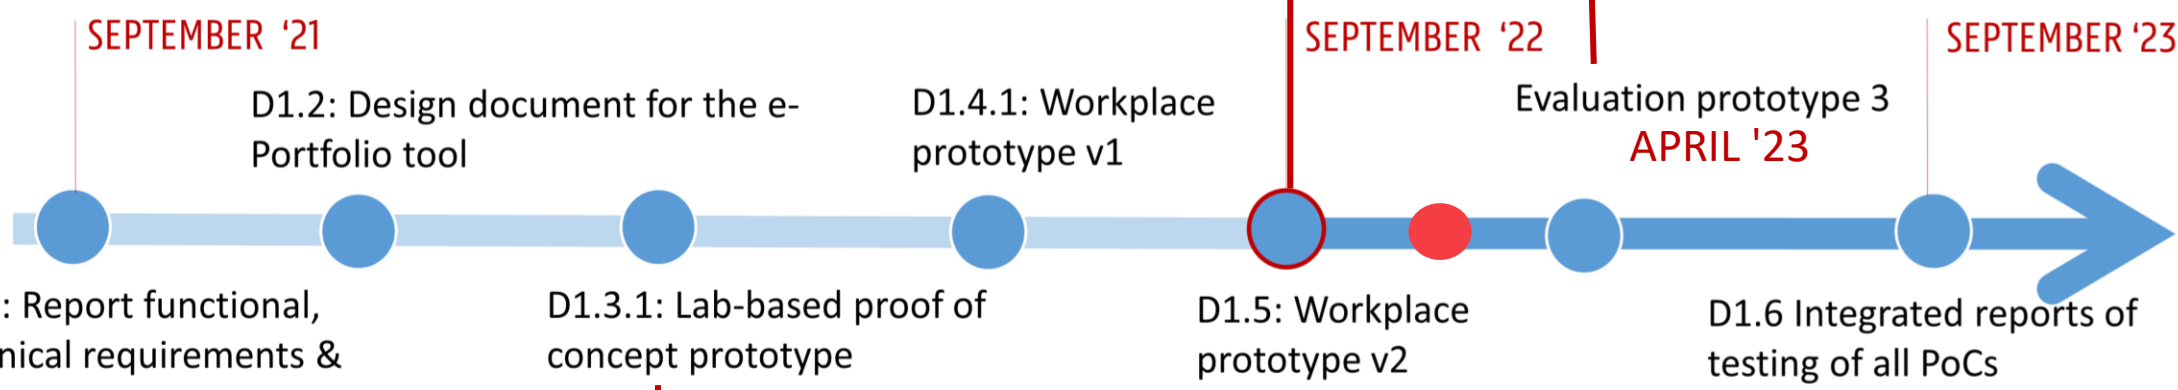 SEPTEMBER ‘21
SEPTEMBER ‘22
SEPTEMBER ‘23
D1.2: Design document for the e-
Portfolio tool
D1.4.1: Workplace
prototype v1
Evaluation prototype 3
APRIL '23
: Report functional,
nical requirements &
D1.3.1: Lab-based proof of
concept prototype
D1.5: Workplace
prototype v2
D1.6 Integrated reports of
testing of all PoCs